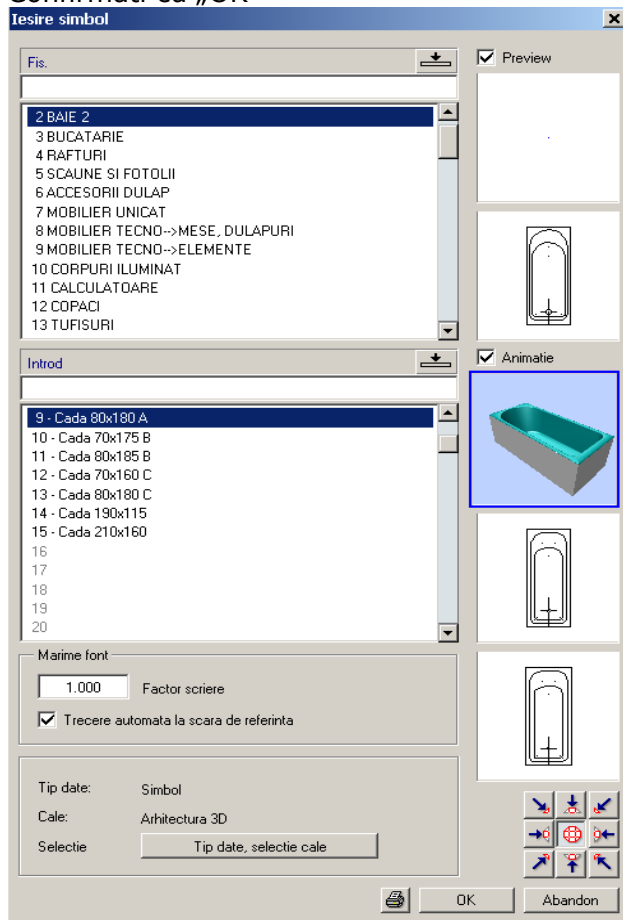 Confirmati cu „OK"
Iesire simbol
Fis.
Preview
2 BAIE 2
3 BUCATARIE
4 RAFTURI
5 SCAUNE SI FOTOLII
6 ACCESORII DULAP
7 MOBILIER UNICAT
8 MOBILIER TECNO-->MESE, DULAPURI
9 MOBILIER TECNO-->ELEMENTE
10 CORPURI ILUMINAT
11 CALCULATOARE
12 COPACI
13 TUFISURI
Introd
Animatie
9 - Cada 80x180 A
10 - Cada 70x175 B
11 - Cada 80x185 B
12 - Cada 70x160 C
13 - Cada 80x180 C
14 - Cada 190x115
15 - Cada 210x160
16
17
18
19
20
Marime font
1.000 Factor scriere
Trecere automata la scara de referinta
Tip date: Simbol
Cale: Arhitectura 3D
Selectie Tip date, selectie cale
OK Abandon